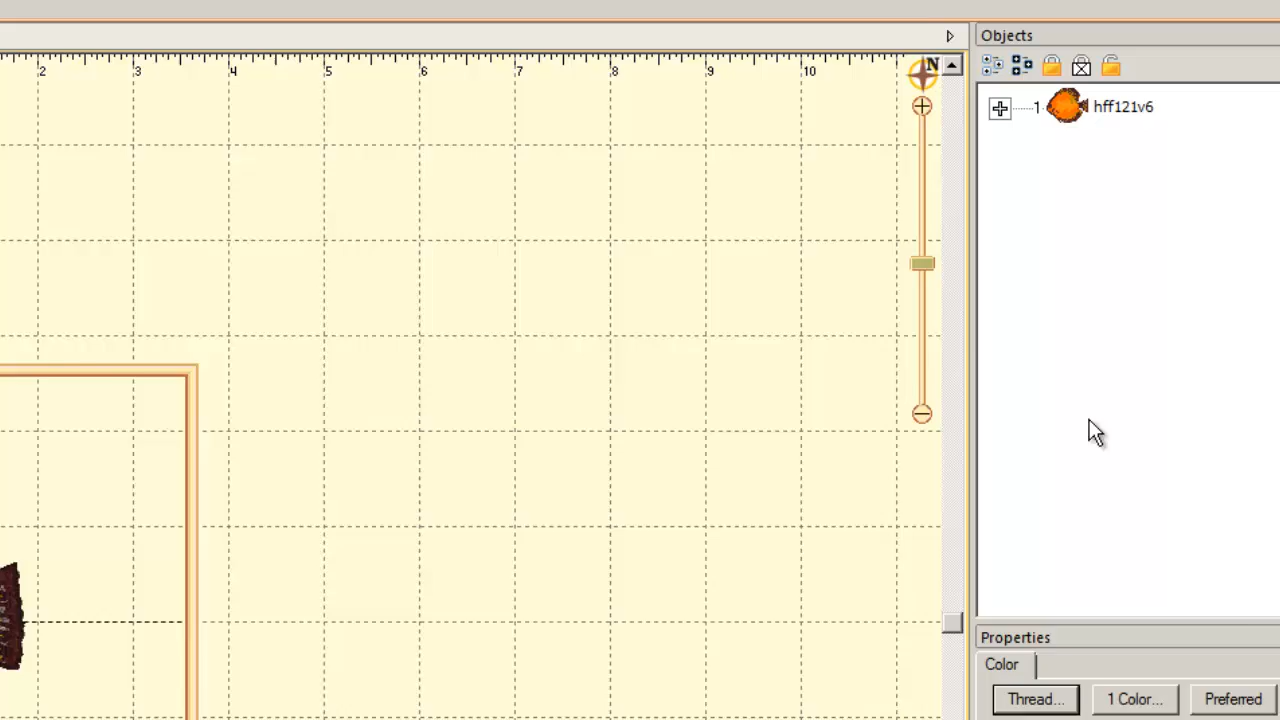 Objects
2 3 4 5 6 7 8 9 10 N
1 hff121v6
Properties
Color
Thread... 1 Color... Preferred